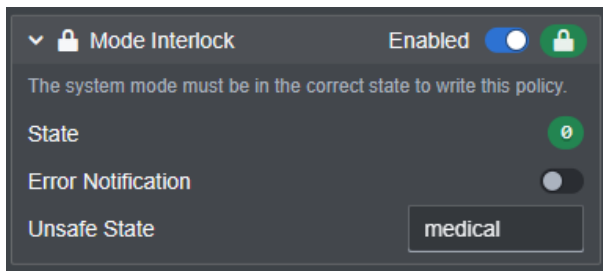 Mode Interlock Enabled
The system mode must be in the correct state to write this policy.
State 0
Error Notification
Unsafe State medical